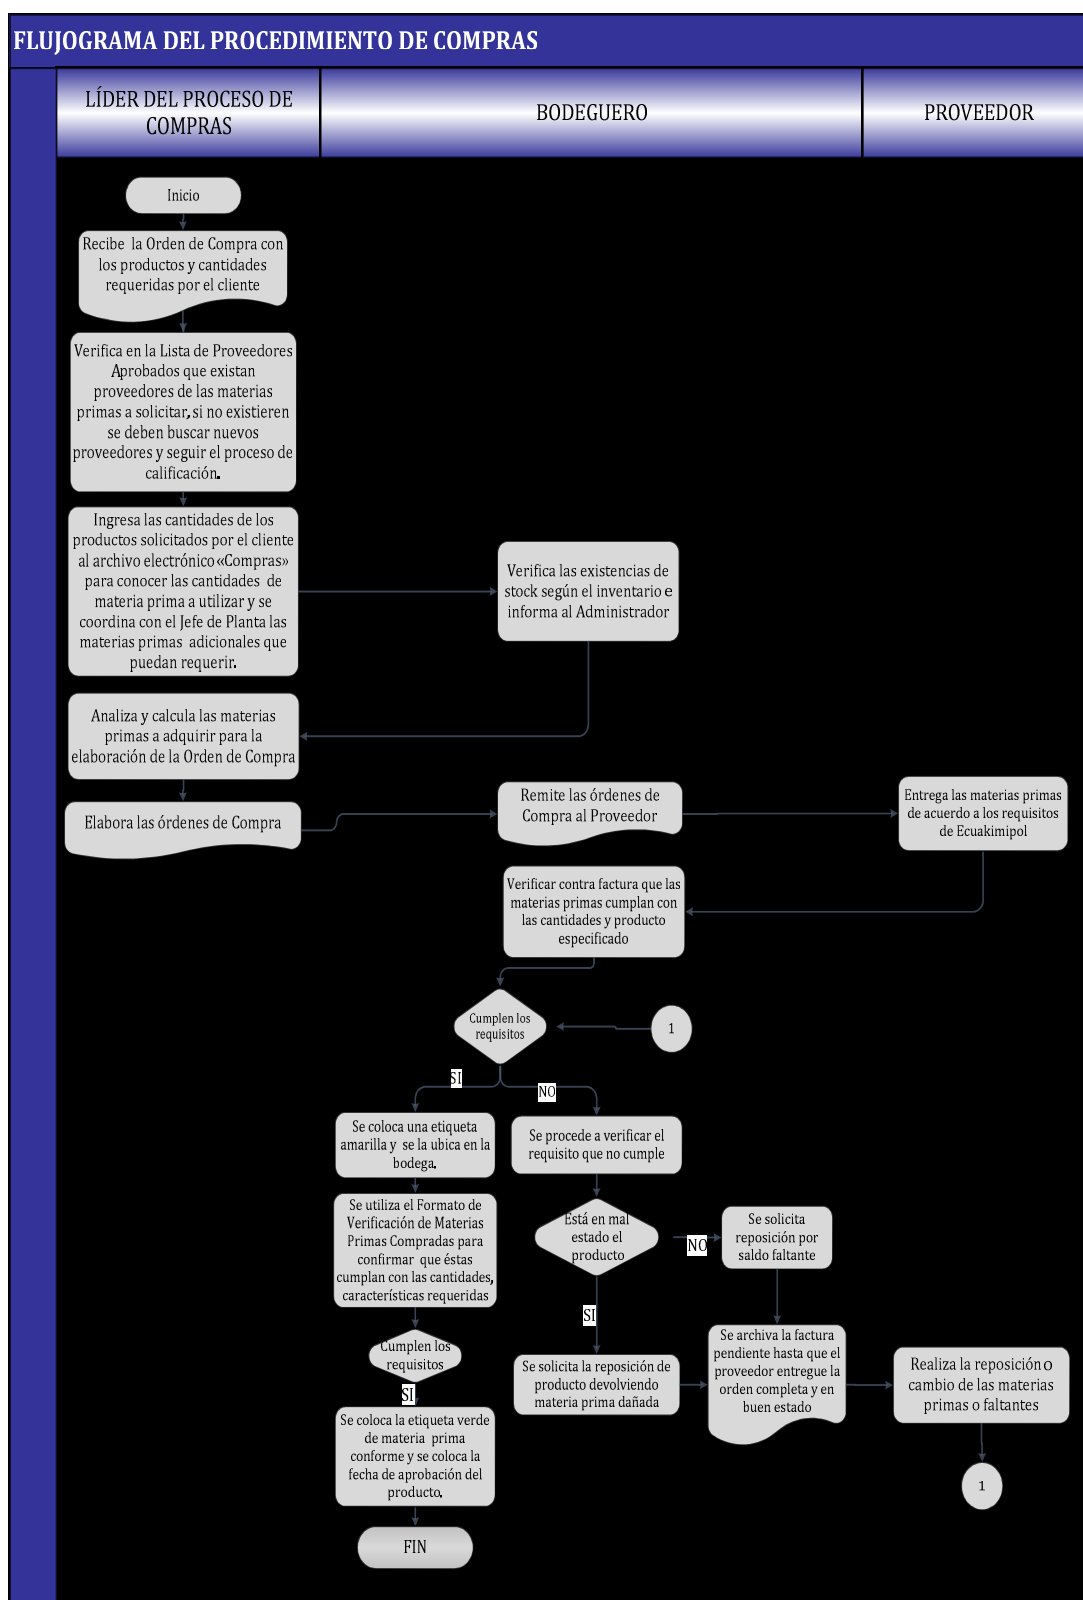 FLUJOGRAMA DEL PROCEDIMIENTO DE COMPRAS
LÍDER DEL PROCESO DE
COMPRAS
BODEGUERO
PROVEEDOR
Inicio
Recibe la Orden de Compra con
los productos y cantidades
requeridas por el cliente
Verifica en la Lista de Proveedores
Aprobados que existan
proveedores de las materias
primas a solicitar, si no existieren
se deben buscar nuevos
proveedores y seguir el proceso de
calificación.
Ingresa las cantidades de los
productos solicitados por el cliente
al archivo electrónico «Compras»
para conocer las cantidades de
materia prima a utilizar y se
coordina con el Jefe de Planta las
materias primas adicionales que
puedan requerir.
Verifica las existencias de
stock según el inventario e
informa al Administrador
Analiza y calcula las materias
primas a adquirir para la
elaboración de la Orden de Compra
Elabora las órdenes de Compra
Remite las órdenes de
Compra al Proveedor
Entrega las materias primas
de acuerdo a los requisitos
de Ecuakimipol
Verificar contra factura que las
materias primas cumplan con
las cantidades y producto
especificado
Cumplen los
requisitos
1
SI
NO
Se coloca una etiqueta
amarilla y se la ubica en la
bodega.
Se procede a verificar el
requisito que no cumple
Se utiliza el Formato de
Verificación de Materias
Primas Compradas para
confirmar que éstas
cumplan con las cantidades,
características requeridas
Está en mal
estado el
producto
NO
Se solicita
reposición por
saldo faltante
SI
Cumplen los
requisitos
SI
Se solicita la reposición de
producto devolviendo
materia prima dañada
Se archiva la factura
pendiente hasta que el
proveedor entregue la
orden completa y en
buen estado
Realiza la reposición o
cambio de las materias
primas o faltantes
Se coloca la etiqueta verde
de materia prima
conforme y se coloca la
fecha de aprobación del
producto.
1
FIN